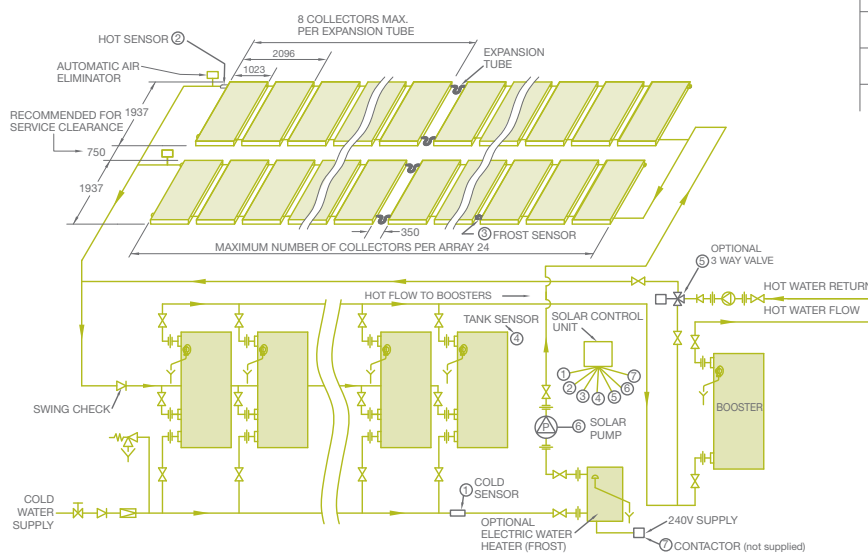 8 COLLECTORS MAX.
PER EXPANSION TUBE
HOT SENSOR ②
2096
EXPANSION
TUBE
AUTOMATIC AIR
ELIMINATOR
1023
1937
RECOMMENDED FOR
SERVICE CLEARANCE
750
1937
350
③ FROST SENSOR
MAXIMUM NUMBER OF COLLECTORS PER ARRAY 24
⑤ OPTIONAL
3 WAY VALVE
HOT WATER RETURN
HOT FLOW TO BOOSTERS
HOT WATER FLOW
TANK SENSOR
④
SOLAR CONTROL
UNIT
① ② ③ ④ ⑤ ⑥ ⑦
SWING CHECK
P
⑥ SOLAR
PUMP
BOOSTER
① COLD
SENSOR
COLD
WATER
SUPPLY
OPTIONAL
ELECTRIC WATER
HEATER (FROST)
240V SUPPLY
⑦ CONTACTOR (not supplied)